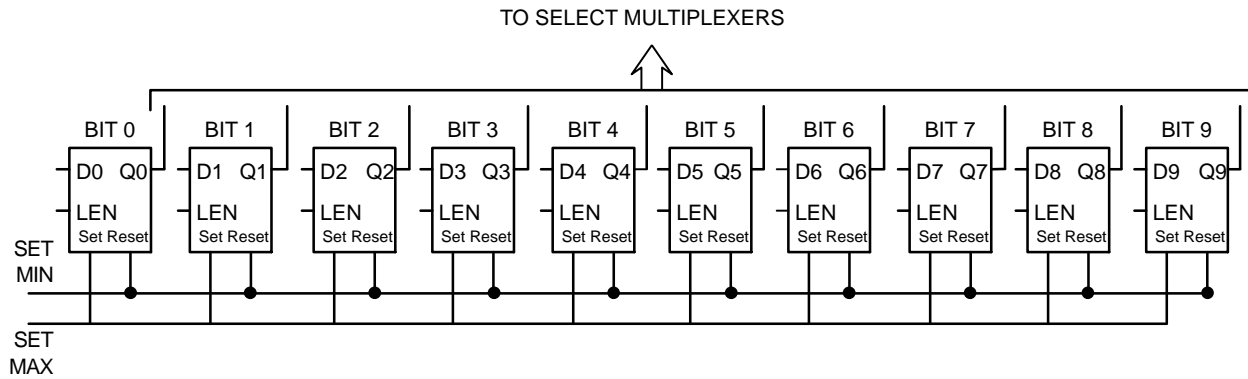 TO SELECT MULTIPLEXERS
BIT 0 BIT 1 BIT 2 BIT 3 BIT 4 BIT 5 BIT 6 BIT 7 BIT 8 BIT 9
D0 Q0 D1 Q1 D2 Q2 D3 Q3 D4 Q4 D5 Q5 D6 Q6 D7 Q7 D8 Q8 D9 Q9
LEN LEN LEN LEN LEN LEN LEN LEN LEN LEN
Set Reset Set Reset Set Reset Set Reset Set Reset Set Reset Set Reset Set Reset Set Reset Set Reset
SET
MIN
SET
MAX